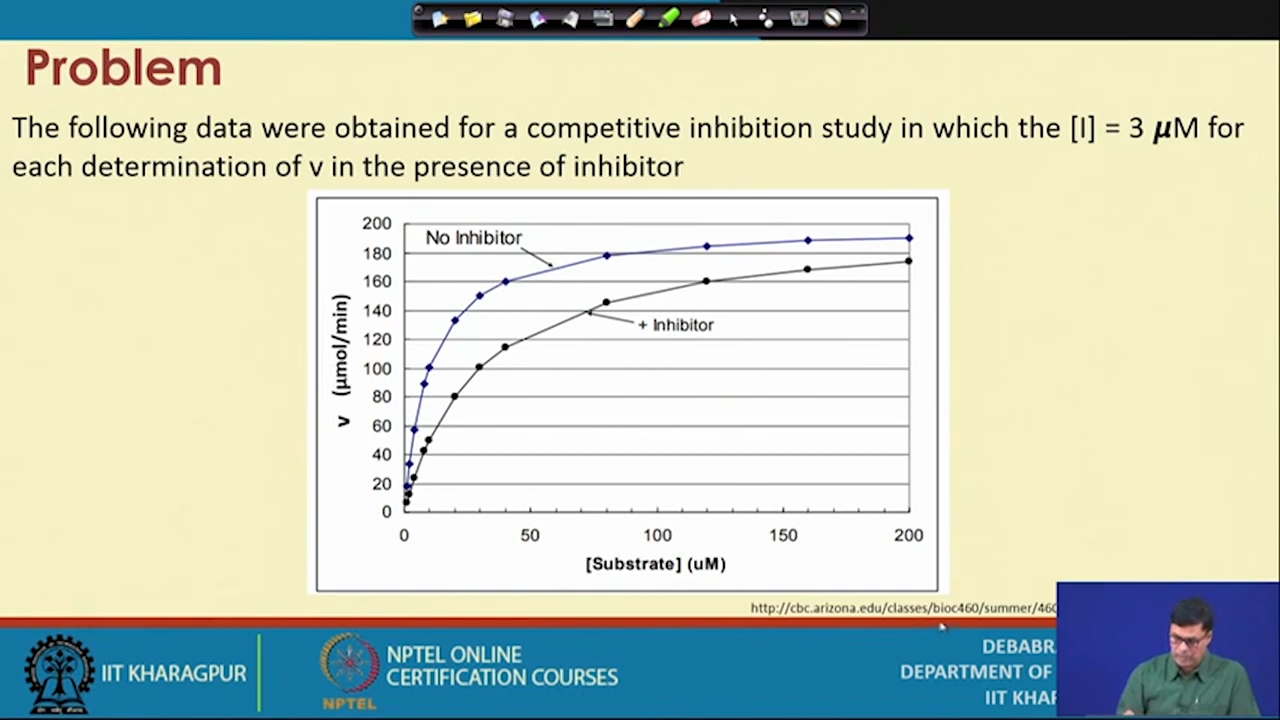 Problem
The following data were obtained for a competitive inhibition study in which the [I] = 3 μM for
each determination of v in the presence of inhibitor
200
180
160
140
120
100
80
60
40
20
0
v (μmol/min)
No Inhibitor
+ Inhibitor
0 50 100 150 200
[Substrate] (uM)
http://cbc.arizona.edu/classes/bioc460/summer/460
IIT KHARAGPUR
NPTEL
NPTEL ONLINE
CERTIFICATION COURSES
DEBABR
DEPARTMENT OF
IIT KHAR